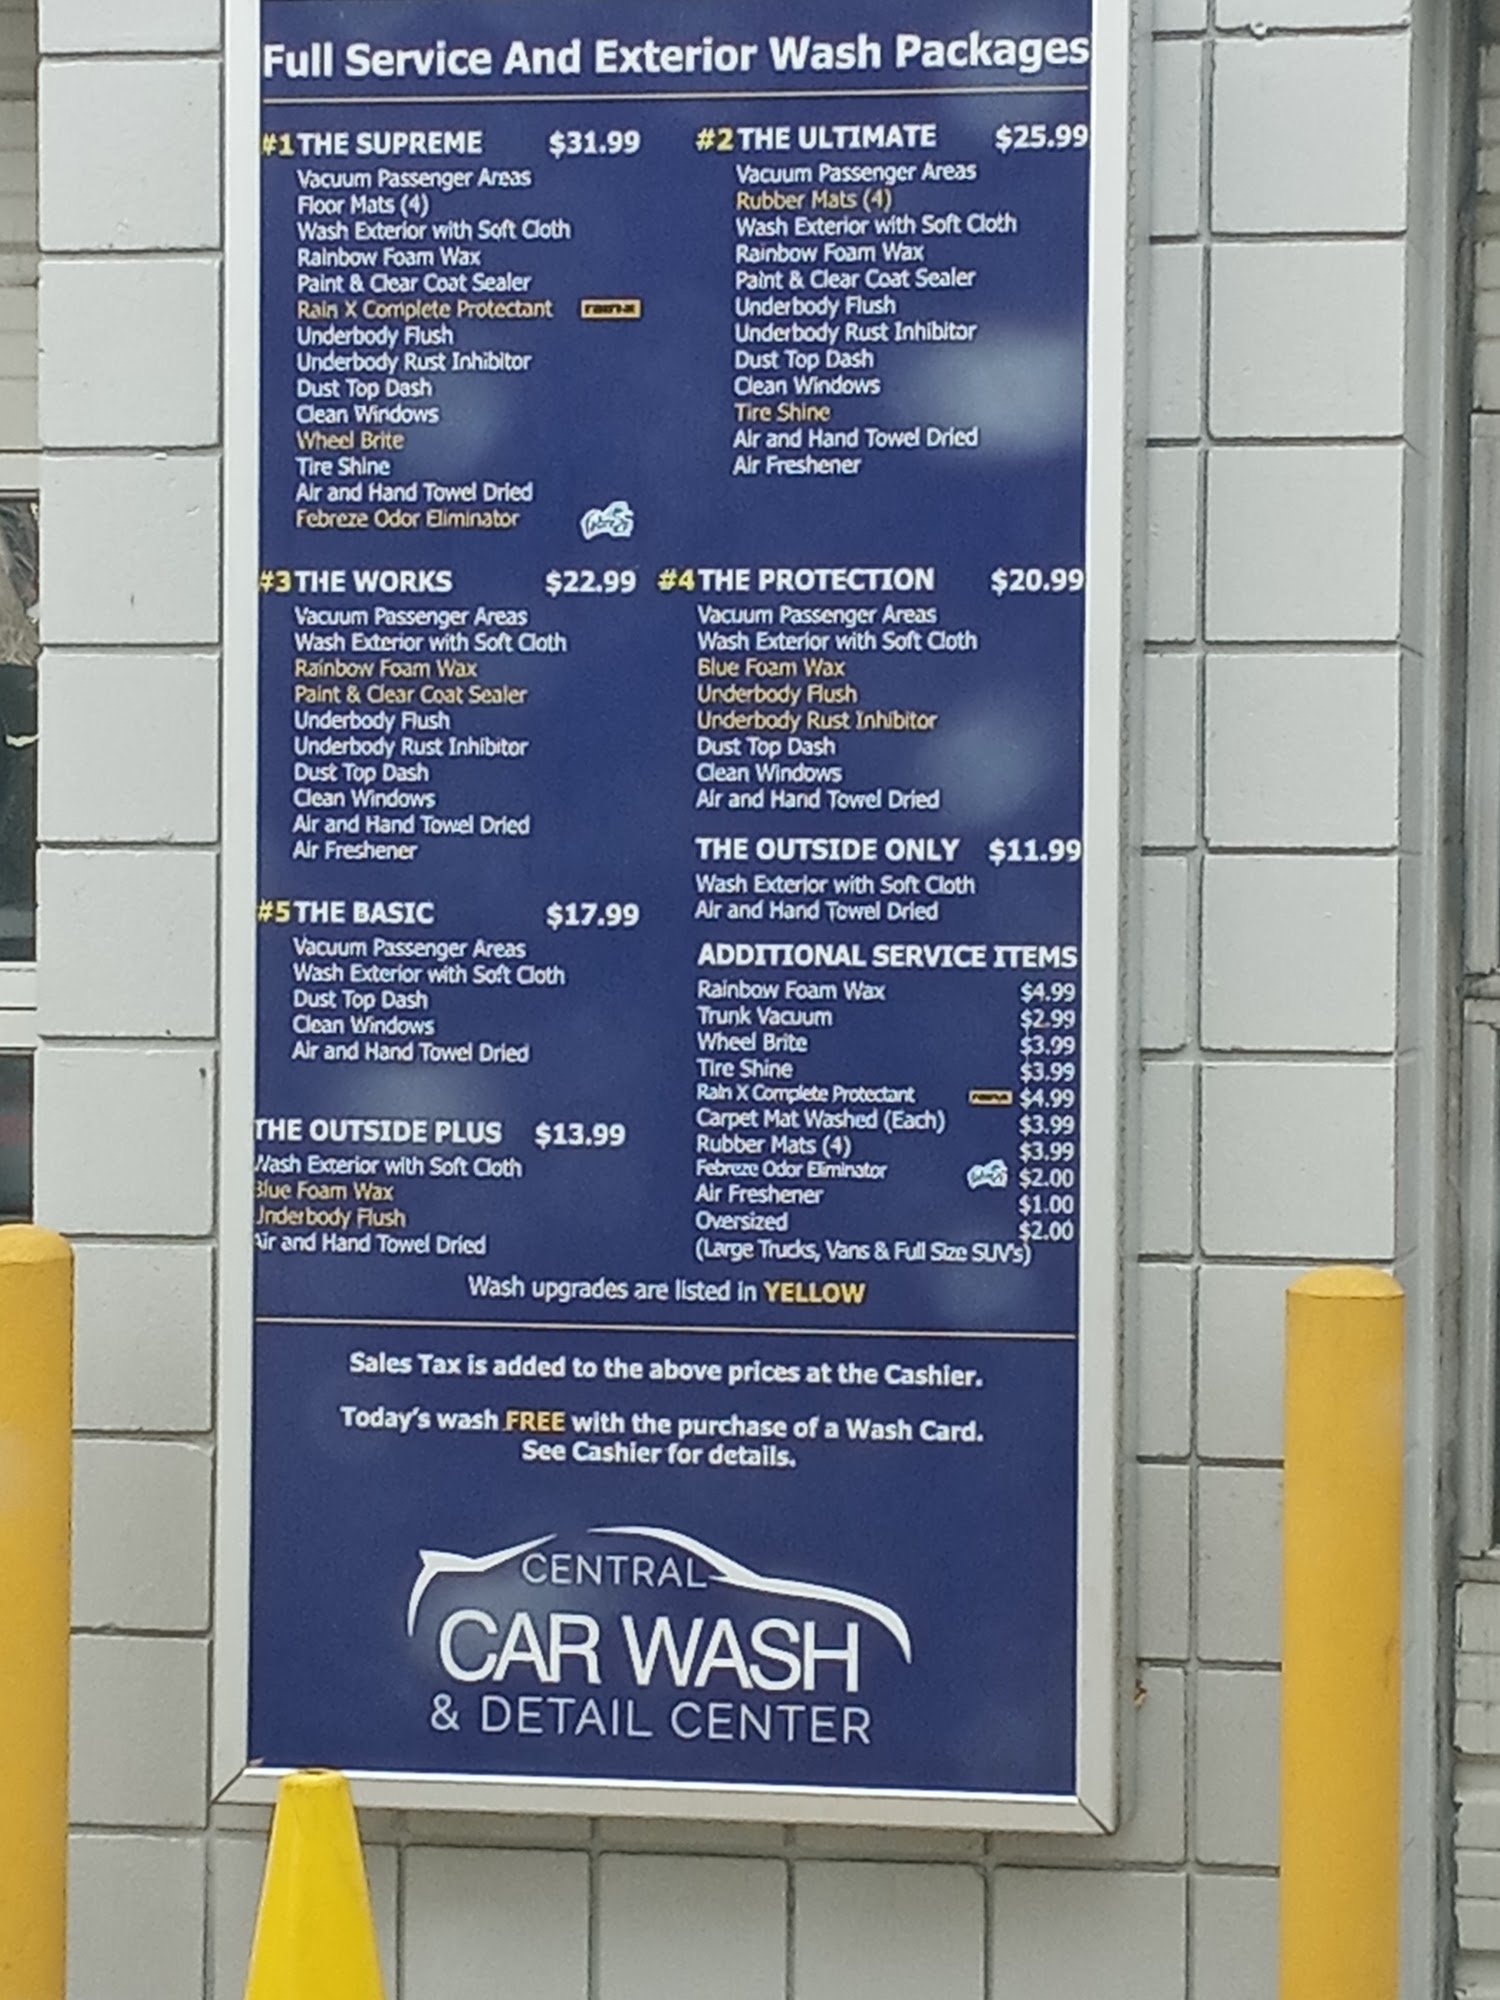 Full Service And Exterior Wash Packages
#1 THE SUPREME $31.99
Vacuum Passenger Areas
Floor Mats (4)
Wash Exterior with Soft Cloth
Rainbow Foam Wax
Paint & Clear Coat Sealer
Rain X Complete Protectant
Underbody Flush
Underbody Rust Inhibitor
Dust Top Dash
Clean Windows
Wheel Brite
Tire Shine
Air and Hand Towel Dried
Febreze Odor Eliminator
#2 THE ULTIMATE $25.99
Vacuum Passenger Areas
Rubber Mats (4)
Wash Exterior with Soft Cloth
Rainbow Foam Wax
Paint & Clear Coat Sealer
Underbody Flush
Underbody Rust Inhibitor
Dust Top Dash
Clean Windows
Tire Shine
Air and Hand Towel Dried
Air Freshener
#3 THE WORKS $22.99
Vacuum Passenger Areas
Wash Exterior with Soft Cloth
Rainbow Foam Wax
Paint & Clear Coat Sealer
Underbody Flush
Underbody Rust Inhibitor
Dust Top Dash
Clean Windows
Air and Hand Towel Dried
Air Freshener
#4 THE PROTECTION $20.99
Vacuum Passenger Areas
Wash Exterior with Soft Cloth
Blue Foam Wax
Underbody Flush
Underbody Rust Inhibitor
Dust Top Dash
Clean Windows
Air and Hand Towel Dried
#5 THE BASIC $17.99
Vacuum Passenger Areas
Wash Exterior with Soft Cloth
Dust Top Dash
Clean Windows
Air and Hand Towel Dried
THE OUTSIDE ONLY $11.99
Wash Exterior with Soft Cloth
Air and Hand Towel Dried
THE OUTSIDE PLUS $13.99
Wash Exterior with Soft Cloth
Blue Foam Wax
Underbody Flush
Air and Hand Towel Dried
ADDITIONAL SERVICE ITEMS
Rainbow Foam Wax $4.99
Trunk Vacuum $2.99
Wheel Brite $3.99
Tire Shine $3.99
Rain X Complete Protectant $4.99
Carpet Mat Washed (Each) $3.99
Rubber Mats (4) $3.99
Febreze Odor Eliminator $2.00
Air Freshener $1.00
Oversized $2.00
(Large Trucks, Vans & Full Size SUV's)
Wash upgrades are listed in YELLOW
Sales Tax is added to the above prices at the Cashier.
Today's wash FREE with the purchase of a Wash Card.
See Cashier for details.
CENTRAL
CAR WASH
& DETAIL CENTER